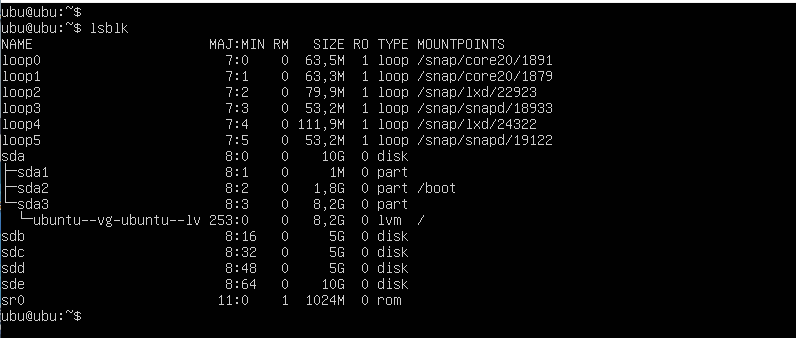 ubu@ubu:~$
ubu@ubu:~$ lsblk
NAME                      MAJ:MIN RM   SIZE RO TYPE MOUNTPOINTS
loop0                       7:0    0  63,5M  1 loop /snap/core20/1891
loop1                       7:1    0  63,3M  1 loop /snap/core20/1879
loop2                       7:2    0  79,9M  1 loop /snap/lxd/22923
loop3                       7:3    0  53,2M  1 loop /snap/snapd/18933
loop4                       7:4    0 111,9M  1 loop /snap/lxd/24322
loop5                       7:5    0  53,2M  1 loop /snap/snapd/19122
sda                         8:0    0    10G  0 disk
├─sda1                      8:1    0     1M  0 part
├─sda2                      8:2    0   1,8G  0 part /boot
└─sda3                      8:3    0   8,2G  0 part
  └─ubuntu--vg-ubuntu--lv 253:0    0   8,2G  0 lvm  /
sdb                         8:16   0     5G  0 disk
sdc                         8:32   0     5G  0 disk
sdd                         8:48   0     5G  0 disk
sde                         8:64   0    10G  0 disk
sr0                        11:0    1  1024M  0 rom
ubu@ubu:~$